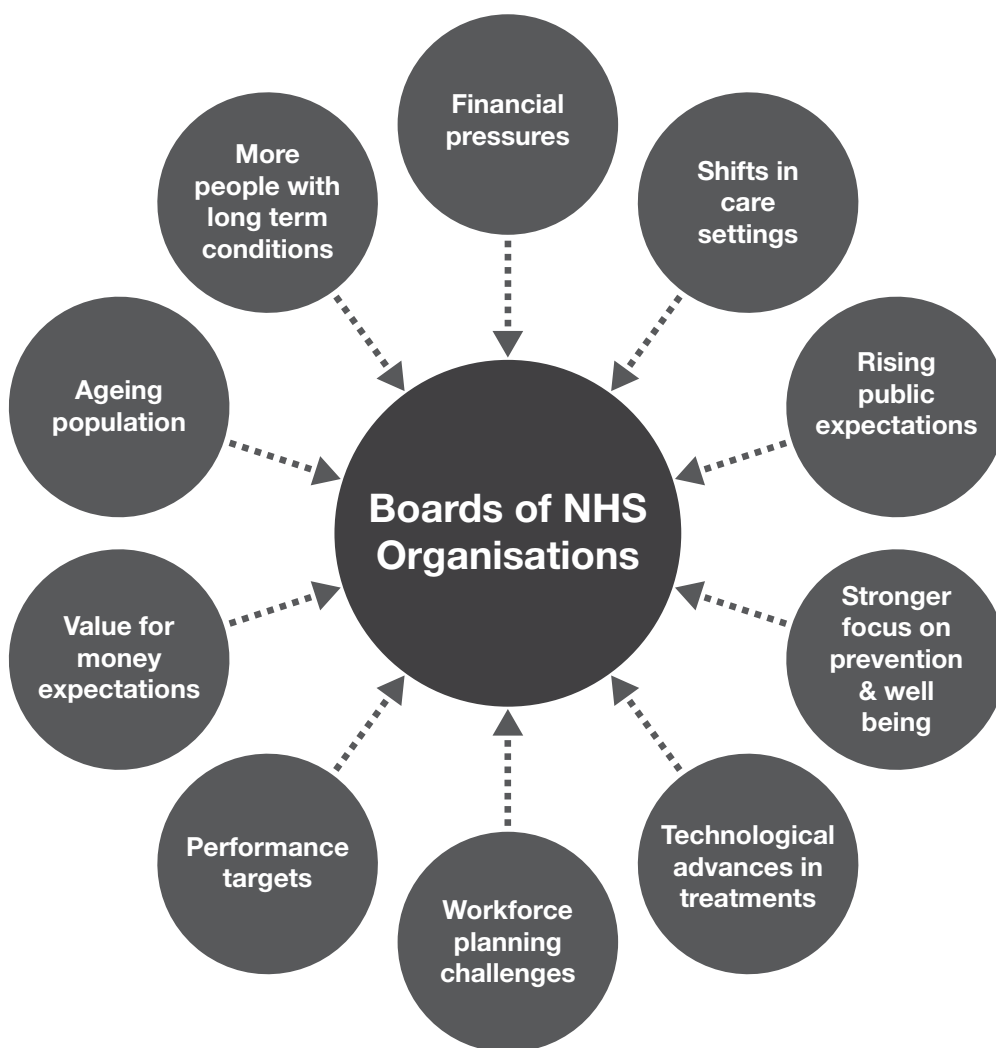 Financial
pressures
Shifts in
care
settings
Rising
public
expectations
Stronger
focus on
prevention
& well
being
Technological
advances in
treatments
Workforce
planning
challenges
Performance
targets
Value for
money
expectations
Ageing
population
More
people with
long term
conditions
Boards of NHS
Organisations